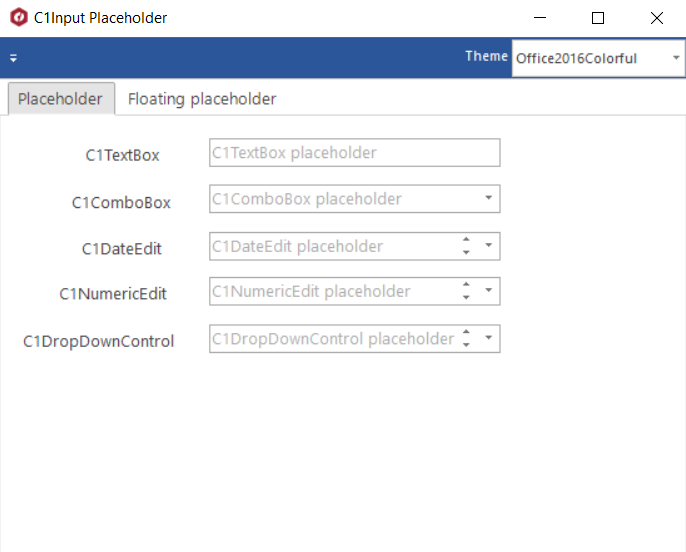 C1Input Placeholder
Theme Office2016Colorful
Placeholder Floating placeholder
C1TextBox C1TextBox placeholder
C1ComboBox C1ComboBox placeholder
C1DateEdit C1DateEdit placeholder
C1NumericEdit C1NumericEdit placeholder
C1DropDownControl C1DropDownControl placeholder